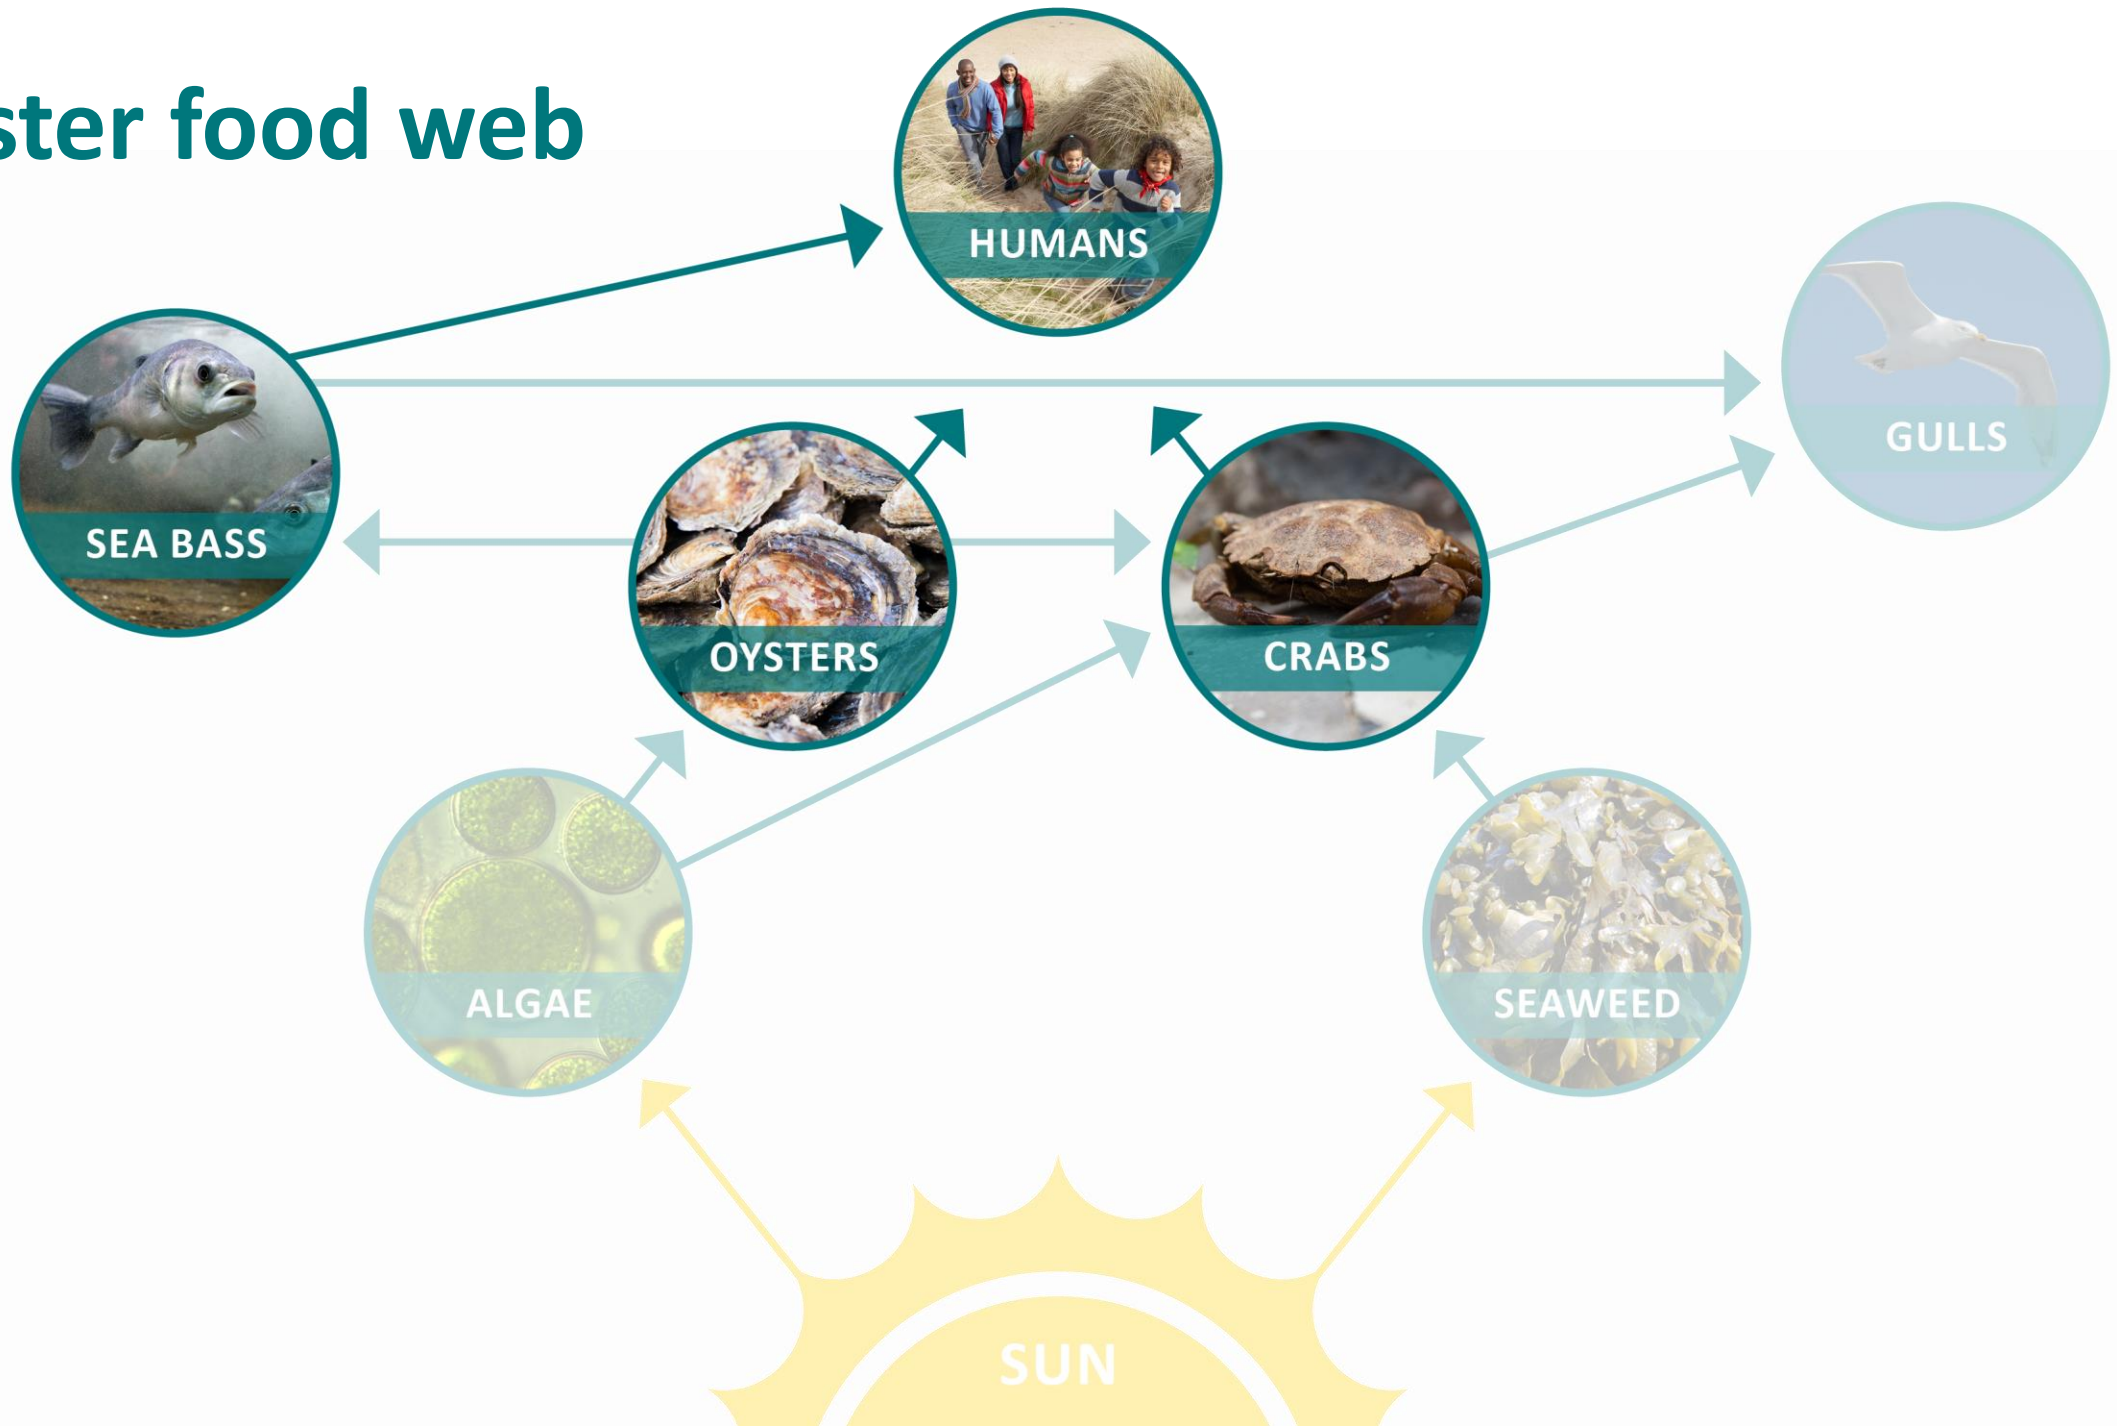 ster food web
HUMANS
GULLS
SEA BASS
OYSTERS
CRABS
ALGAE
SEAWEED
SUN